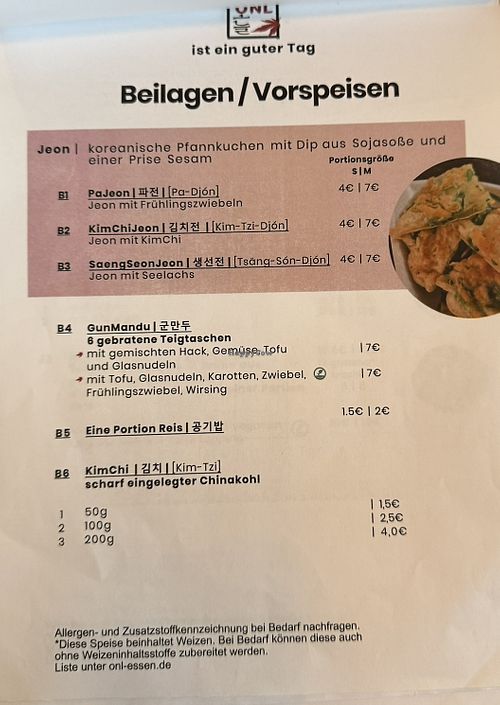 ONL
오늘
ist ein guter Tag
Beilagen/Vorspeisen
Jeon | koreanische Pfannkuchen mit Dip aus Sojasoße und
einer Prise Sesam
Portionsgröße
S | M
B1 PaJeon | 파전 | [Pa-Djón] 4€ | 7€
Jeon mit Frühlingszwiebeln
B2 KimChiJeon | 김치전 | [Kim-Tzi-Djón] 4€ | 7€
Jeon mit KimChi
B3 SaengSeonJeon | 생선전 | [Tsäng-Són-Djón] 4€ | 7€
Jeon mit Seelachs
B4 GunMandu | 군만두
6 gebratene Teigtaschen
mit gemischten Hack, Gemüse, Tofu | 7€
und Glasnudeln
mit Tofu, Glasnudeln, Karotten, Zwiebel, | 7€
Frühlingszwiebel, Wirsing
1.5€ | 2€
B5 Eine Portion Reis | 공기밥
B6 KimChi | 김치 | [Kim-Tzi]
scharf eingelegter Chinakohl
1 50g | 1,5€
2 100g | 2,5€
3 200g | 4,0€
Allergen- und Zusatzstoffkennzeichnung bei Bedarf nachfragen.
*Diese Speise beinhaltet Weizen. Bei Bedarf können diese auch
ohne Weizeninhaltsstoffe zubereitet werden.
Liste unter onl-essen.de